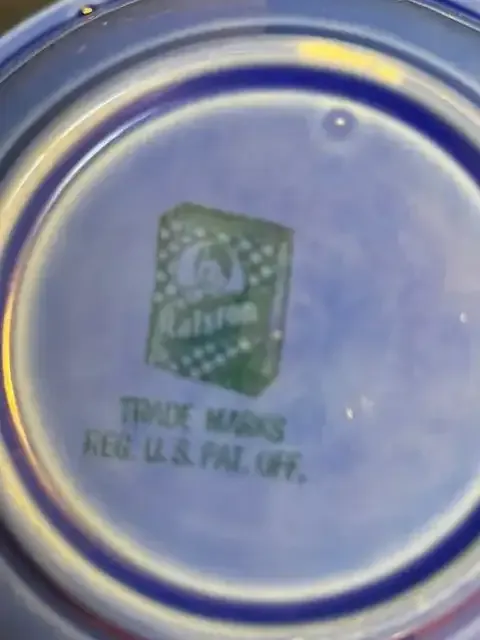 Ralston
TRADE MARKS
REG. U.S. PAT. OFF.